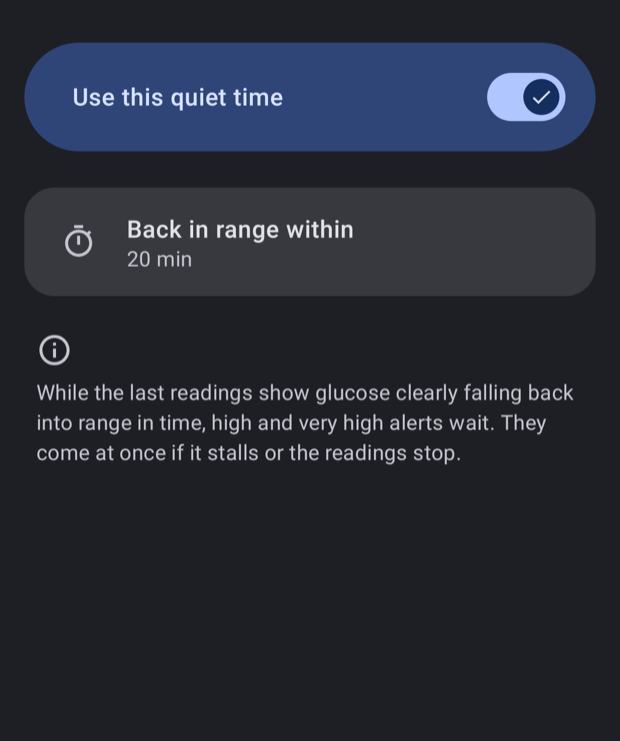 Use this quiet time
Back in range within
20 min
While the last readings show glucose clearly falling back
into range in time, high and very high alerts wait. They
come at once if it stalls or the readings stop.